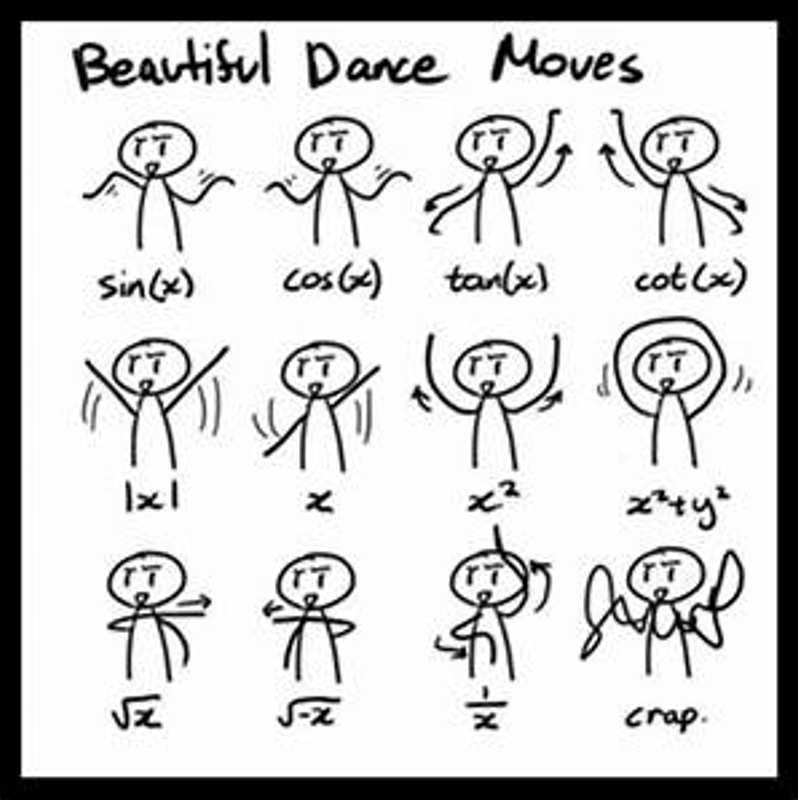 Beautiful Dance Moves
sin(x) cos(x) tan(x) cot(x)
|x| x x² x²+y²
√x √-x 1/x crap.